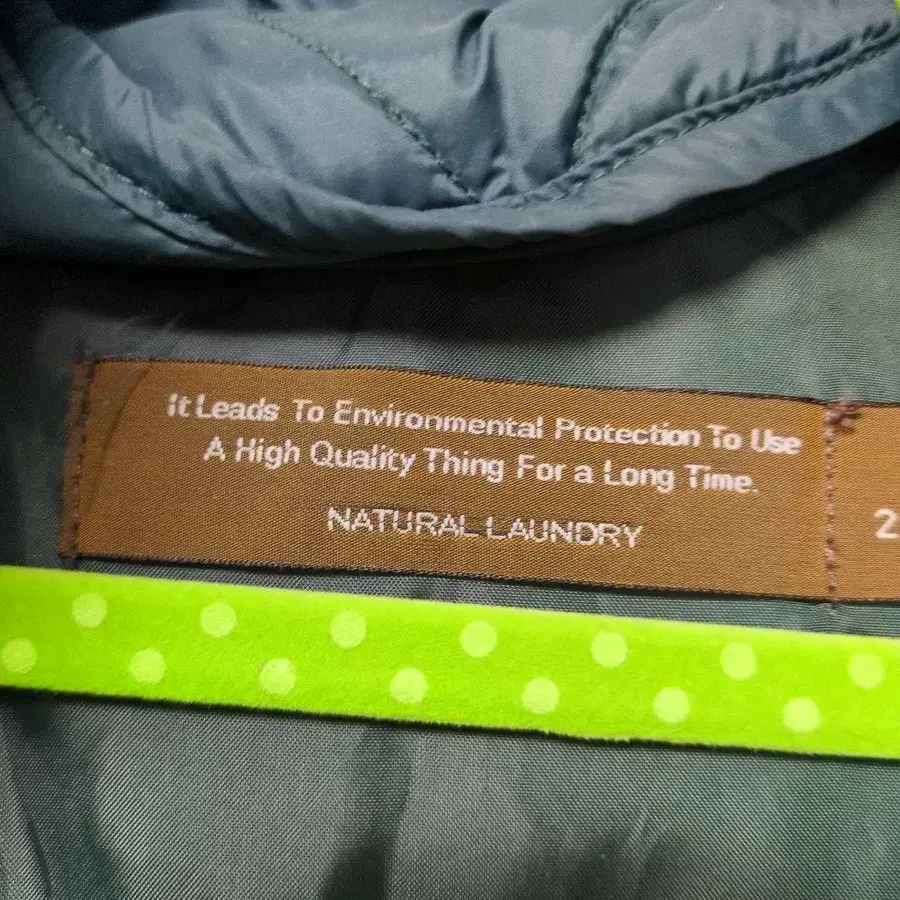 It Leads To Environmental Protection To Use
A High Quality Thing For a Long Time.
NATURAL LAUNDRY
2